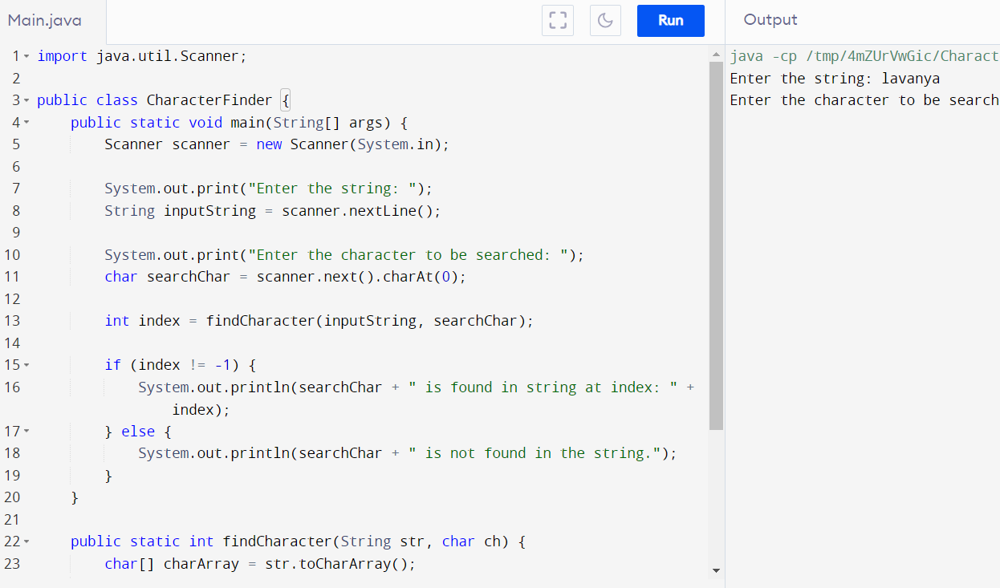 Main.java
Run
Output
1 import java.util.Scanner;
2
3 public class CharacterFinder {
4     public static void main(String[] args) {
5         Scanner scanner = new Scanner(System.in);
6
7         System.out.print("Enter the string: ");
8         String inputString = scanner.nextLine();
9
10         System.out.print("Enter the character to be searched: ");
11         char searchChar = scanner.next().charAt(0);
12
13         int index = findCharacter(inputString, searchChar);
14
15         if (index != -1) {
16             System.out.println(searchChar + " is found in string at index: " +
                index);
17         } else {
18             System.out.println(searchChar + " is not found in the string.");
19         }
20     }
21
22     public static int findCharacter(String str, char ch) {
23         char[] charArray = str.toCharArray();
java -cp /tmp/4mZUrVwGic/Charact
Enter the string: lavanya
Enter the character to be search